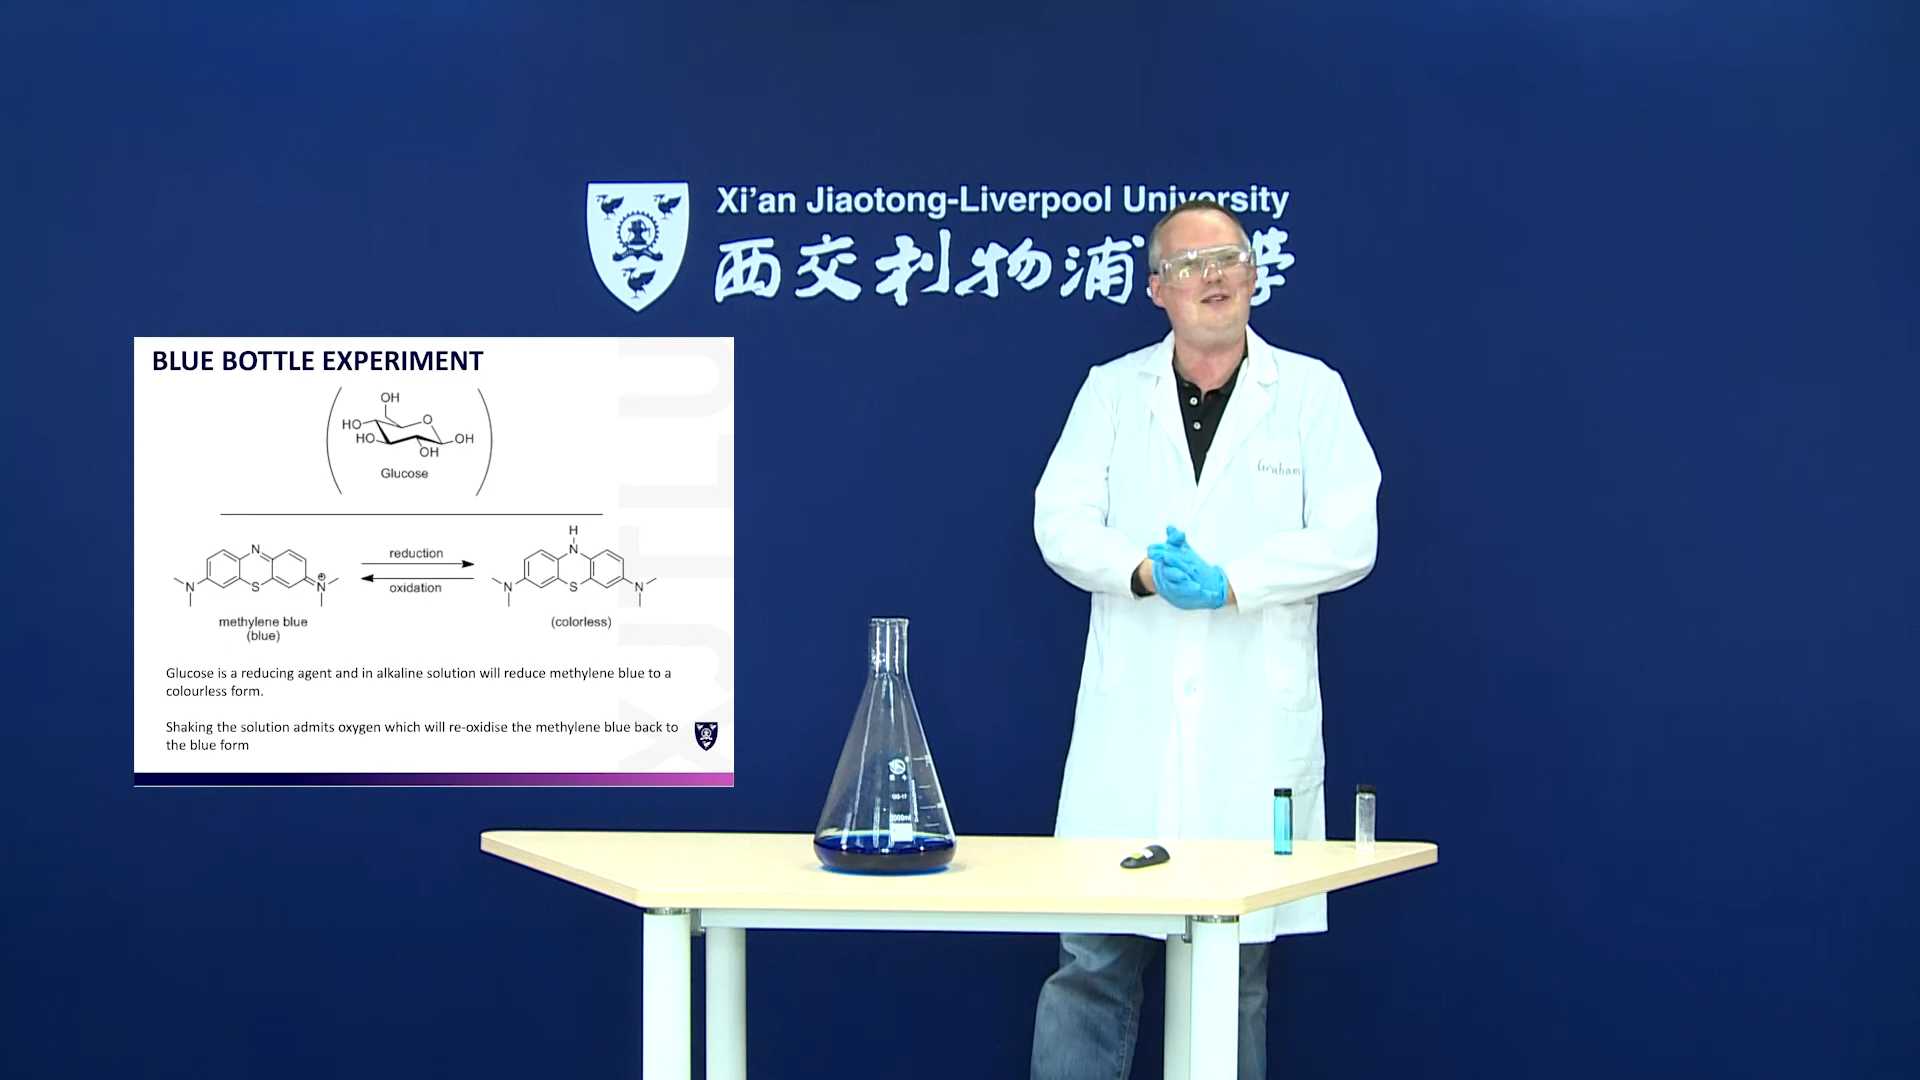 Xi'an Jiaotong-Liverpool University
西交利物浦
学
BLUE BOTTLE EXPERIMENT
OH
HO
O
HO
OH
OH
Glucose
H
N
N
reduction
oxidation
N
S
N
N
S
N
methylene blue
(blue)
(colorless)
Glucose is a reducing agent and in alkaline solution will reduce methylene blue to a
colourless form.
Shaking the solution admits oxygen which will re-oxidise the methylene blue back to
the blue form
Graham